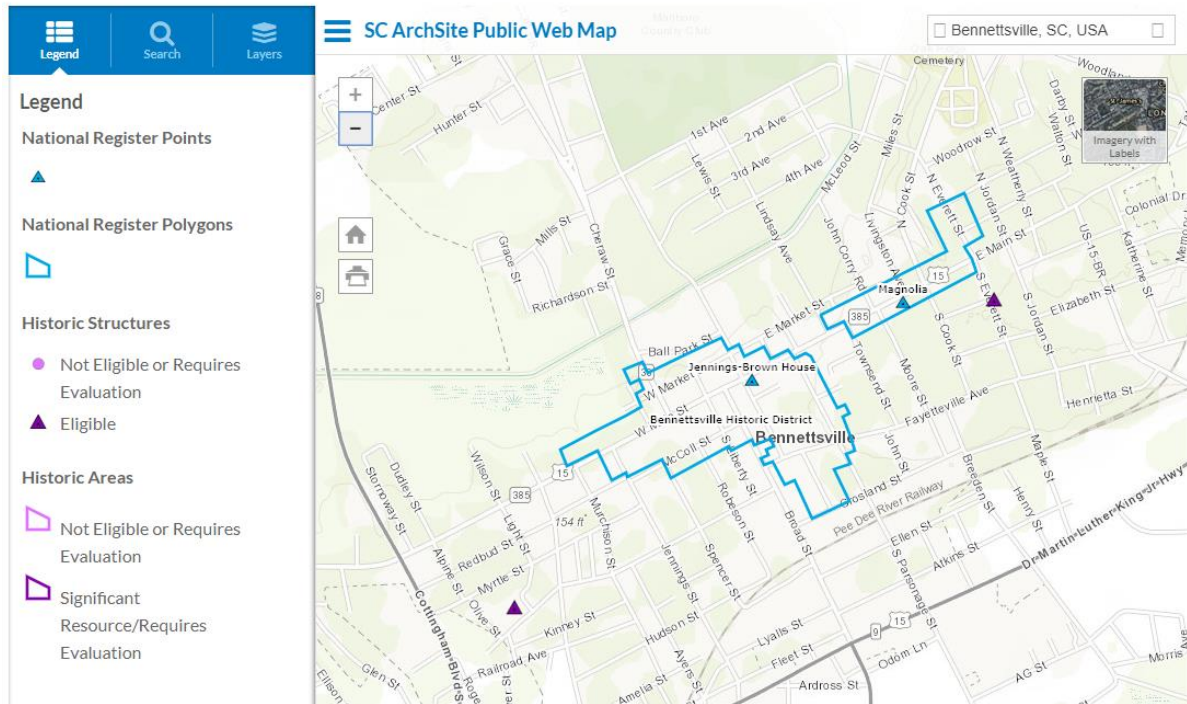 Legend
Search
Layers
SC ArchSite Public Web Map
Bennettsville, SC, USA
Legend
National Register Points
National Register Polygons
Historic Structures
Not Eligible or Requires
Evaluation
Eligible
Historic Areas
Not Eligible or Requires
Evaluation
Significant
Resource/Requires
Evaluation
+
−
Imagery with
Labels
Cemetery
Center St
Hunter St
1st Ave
2nd Ave
3rd Ave
4th Ave
Lewis St
McLeod St
Miles St
Woodrow St
Darby St
Walton St
N Cook St
N Everett St
N Jordan St
N Weatherly St
Colonial Dr
Lindsay Ave
John Corry Rd
Livingston Ave
E Main St
US-15-BR
Katherine St
Mills St
Grace St
Cheraw St
Richardson St
15
Magnolia
385
E Market St
S Everett St
Elizabeth St
S Jordan St
S Cook St
Ball Park St
Jennings-Brown House
W Market St
Townsend St
Moore St
Henrietta St
Fayetteville Ave
Bennettsville Historic District
Bennettsville
W Main St
McColl St
S Liberty St
John St
15
385
Dudley St
Stornoway St
Wilson St
Light St
Murchison St
154 ft
Robeson St
Broad St
Crosland St
Pee Dee River Railway
Breeden St
Maple St
Henry St
Dr-Martin-Luther-King-Jr-Hwy
Ellen St
Atkins St
Redbud St
Myrtle St
Alpine St
Olive St
Cottingham-Blvd-S
Jennings St
Spencer St
S Parsonage St
Kinney St
Hudson St
Lyalls St
Fleet St
9
15
Odom Ln
Railroad Ave
Glen St
Ellison
Amelia St
Ayers St
Ardross St
AG St
Morris Ave